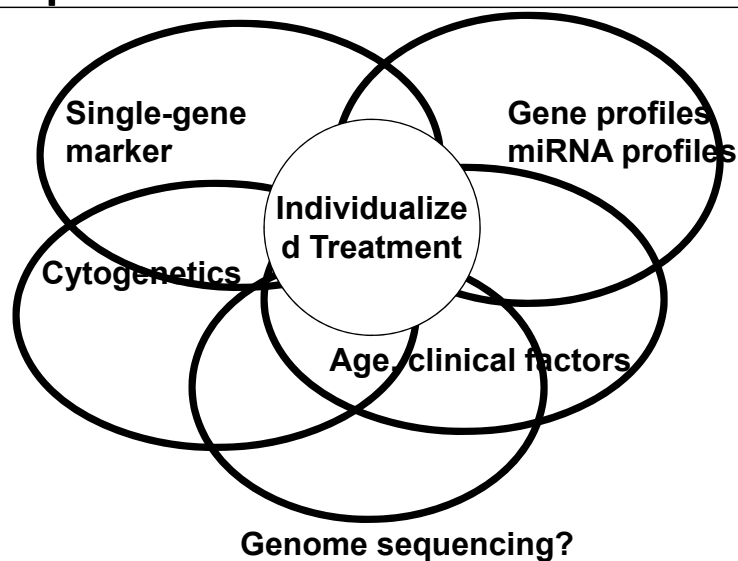 Single-gene
marker
Gene profiles
miRNA profiles
Individualize
d Treatment
Cytogenetics
Age, clinical factors
Genome sequencing?